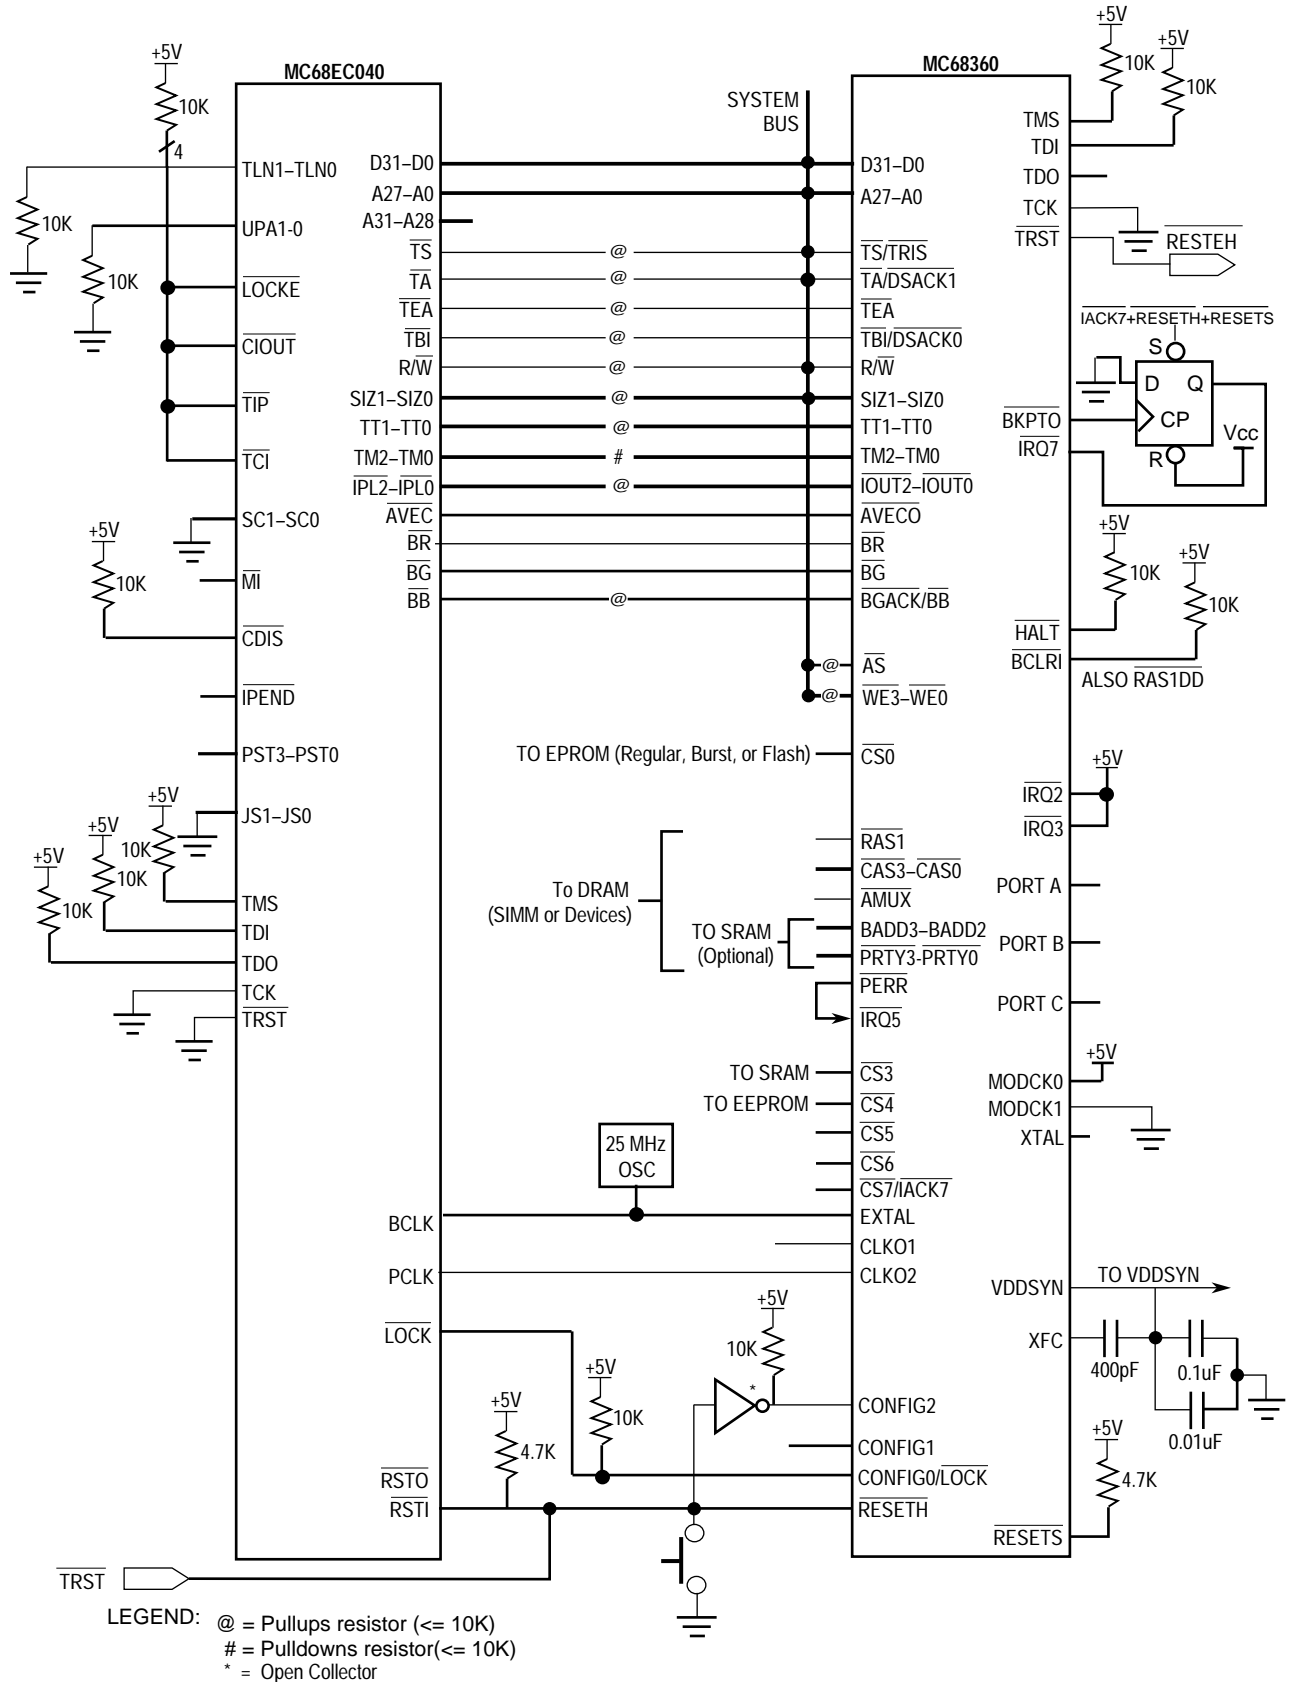 MC68EC040
MC68360
+5V
10K
4
SYSTEM
BUS
+5V
10K
+5V
10K
TLN1–TLN0
10K
UPA1-0
10K
LOCKE
CIOUT
TIP
TCI
SC1–SC0
+5V
10K
MI
CDIS
IPEND
PST3–PST0
JS1–JS0
+5V
10K
+5V
10K
+5V
10K
TMS
TDI
TDO
TCK
TRST
D31–D0
A27–A0
A31–A28
TS
TA
TEA
TBI
R/W
SIZ1–SIZ0
TT1–TT0
TM2–TM0
IPL2–IPL0
AVEC
BR
BG
BB
@
@
@
@
@
@
@
#
@
@
@
@
D31–D0
A27–A0
TS/TRIS
TA/DSACK1
TEA
TBI/DSACK0
R/W
SIZ1–SIZ0
TT1–TT0
TM2–TM0
IOUT2–IOUT0
AVECO
BR
BG
BGACK/BB
AS
WE3–WE0
TO EPROM (Regular, Burst, or Flash)
CS0
To DRAM
(SIMM or Devices)
TO SRAM
(Optional)
RAS1
CAS3–CAS0
AMUX
BADD3–BADD2
PRTY3-PRTY0
PERR
IRQ5
TO SRAM
CS3
TO EEPROM
CS4
CS5
CS6
CS7/IACK7
25 MHz
OSC
BCLK
EXTAL
CLKO1
PCLK
CLKO2
LOCK
+5V
10K
*
+5V
10K
+5V
4.7K
CONFIG2
CONFIG1
CONFIG0/LOCK
RSTO
RSTI
RESETH
TMS
TDI
TDO
TCK
TRST
RESTEH
IACK7+RESETH+RESETS
S
D Q
CP
R
Vcc
BKPTO
IRQ7
+5V
10K
+5V
10K
HALT
BCLRI
ALSO RAS1DD
+5V
IRQ2
IRQ3
PORT A
PORT B
PORT C
+5V
MODCK0
MODCK1
XTAL
VDDSYN
TO VDDSYN
XFC
400pF
0.1uF
0.01uF
+5V
4.7K
RESETS
TRST
LEGEND:
@ = Pullups resistor (<= 10K)
# = Pulldowns resistor(<= 10K)
* = Open Collector